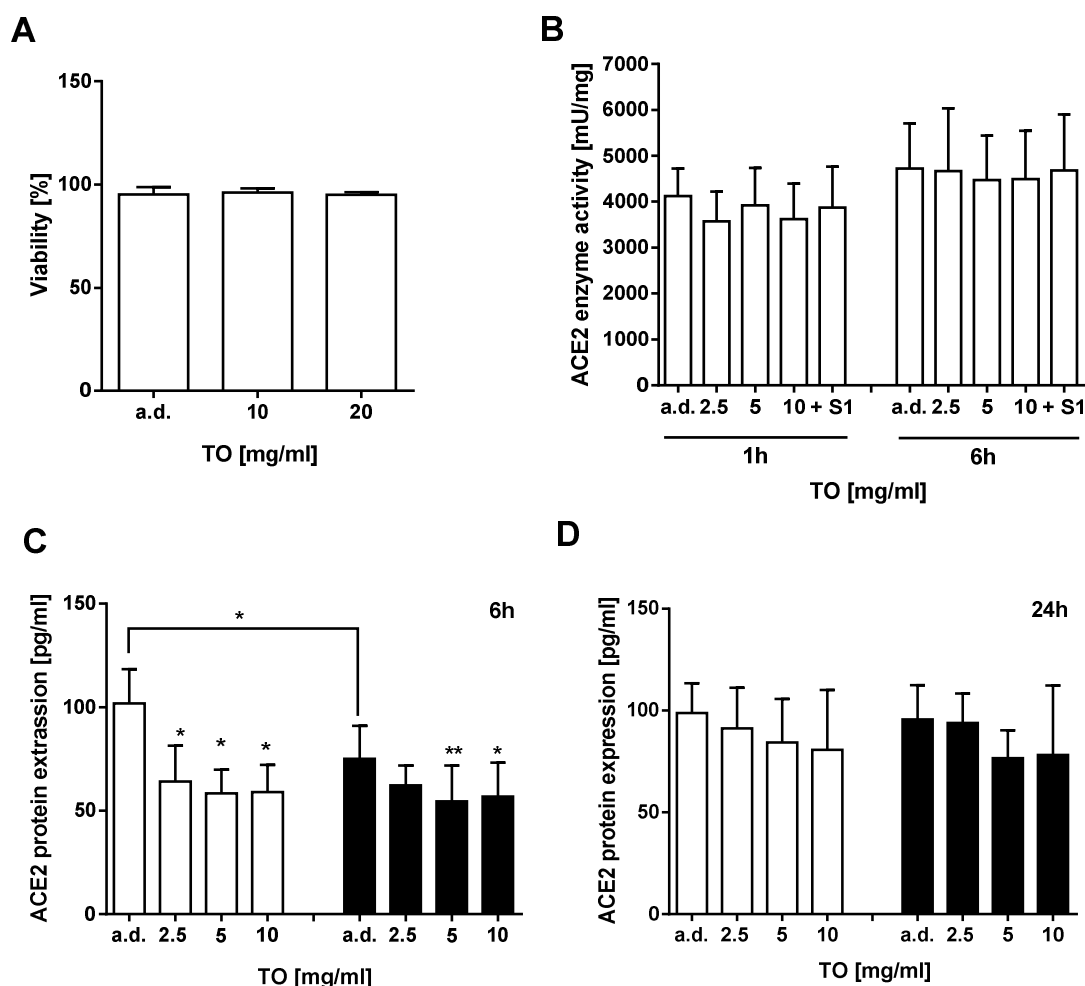 A
150
100
50
0
Viability [%]
a.d. 10 20
TO [mg/ml]
B
7000
6000
5000
4000
3000
2000
1000
0
ACE2 enzyme activity [mU/mg]
a.d. 2.5 5 10 + S1 a.d. 2.5 5 10 + S1
1h 6h
TO [mg/ml]
C
6h
150
100
50
0
ACE2 protein extrassion [pg/ml]
*
* * * ** *
a.d. 2.5 5 10 a.d. 2.5 5 10
TO [mg/ml]
D
24h
150
100
50
0
ACE2 protein expression [pg/ml]
a.d. 2.5 5 10 a.d. 2.5 5 10
TO [mg/ml]